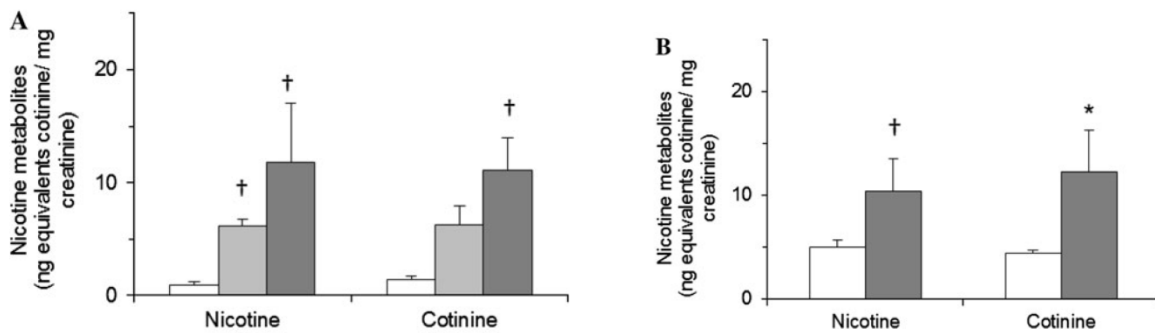 A
Nicotine metabolites
(ng equivalents cotinine/ mg
creatinine)
20
10
0
†
†
†
Nicotine
Cotinine
B
Nicotine metabolites
(ng equivalents cotinine/ mg
creatinine)
20
10
0
†
*
Nicotine
Cotinine